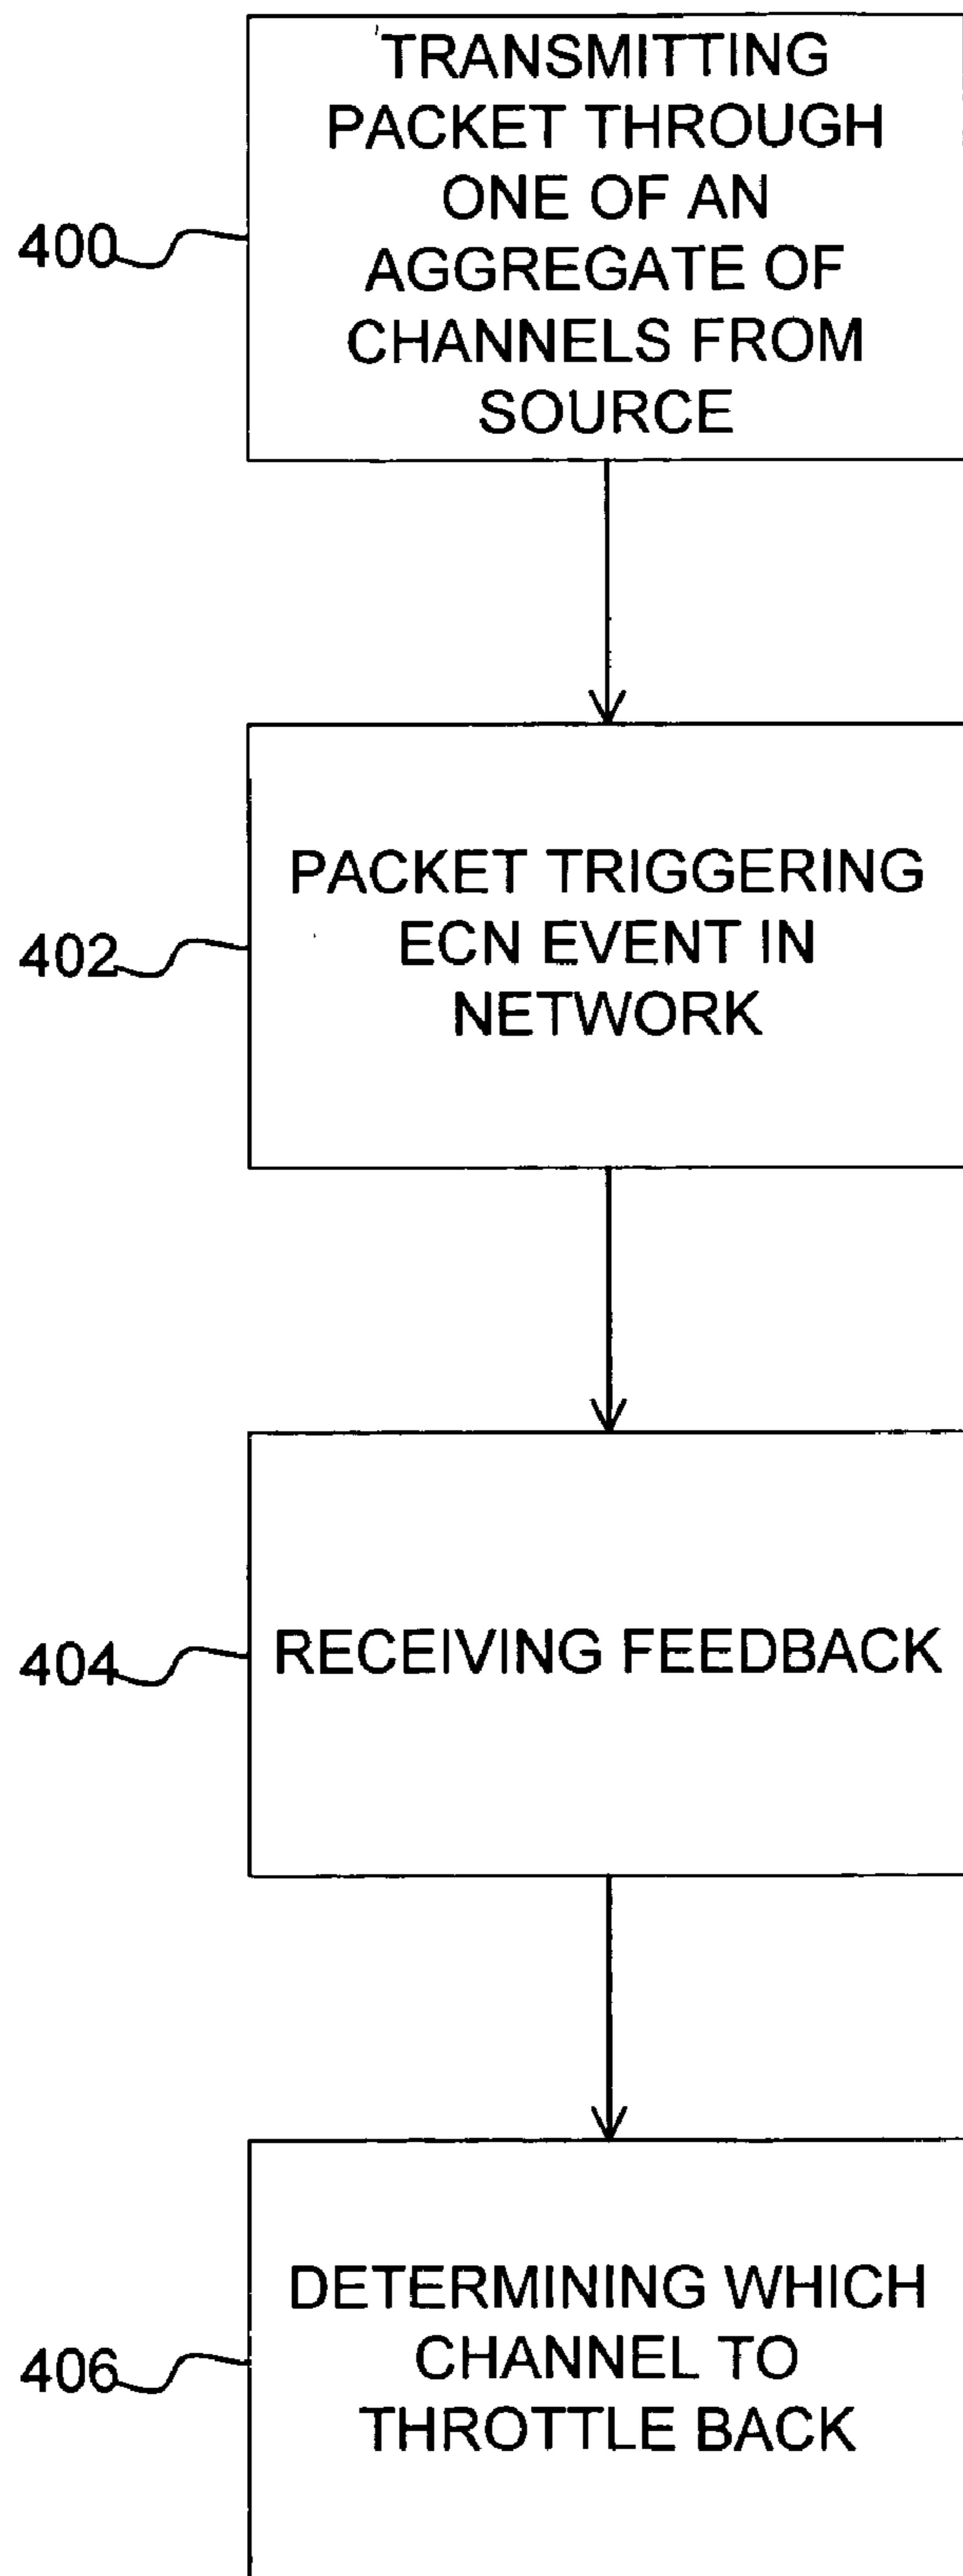 TRANSMITTING
PACKET THROUGH
ONE OF AN
AGGREGATE OF
CHANNELS FROM
SOURCE
400
PACKET TRIGGERING
ECN EVENT IN
NETWORK
402
RECEIVING FEEDBACK
404
DETERMINING WHICH
CHANNEL TO
THROTTLE BACK
406